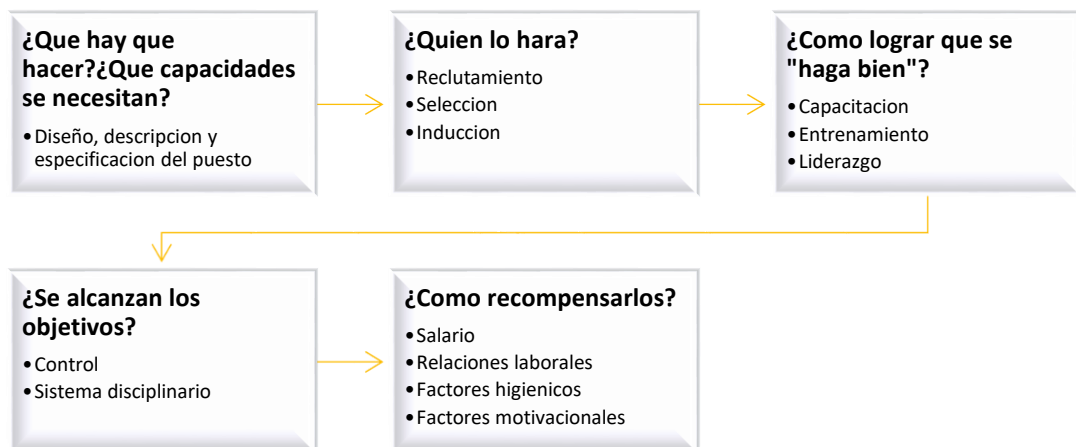 ¿Que hay que
hacer?¿Que capacidades
se necesitan?
•Diseño, descripcion y
especificacion del puesto
¿Quien lo hara?
•Reclutamiento
•Seleccion
•Induccion
¿Como lograr que se
"haga bien"?
•Capacitacion
•Entrenamiento
•Liderazgo
¿Se alcanzan los
objetivos?
•Control
•Sistema disciplinario
¿Como recompensarlos?
•Salario
•Relaciones laborales
•Factores higienicos
•Factores motivacionales